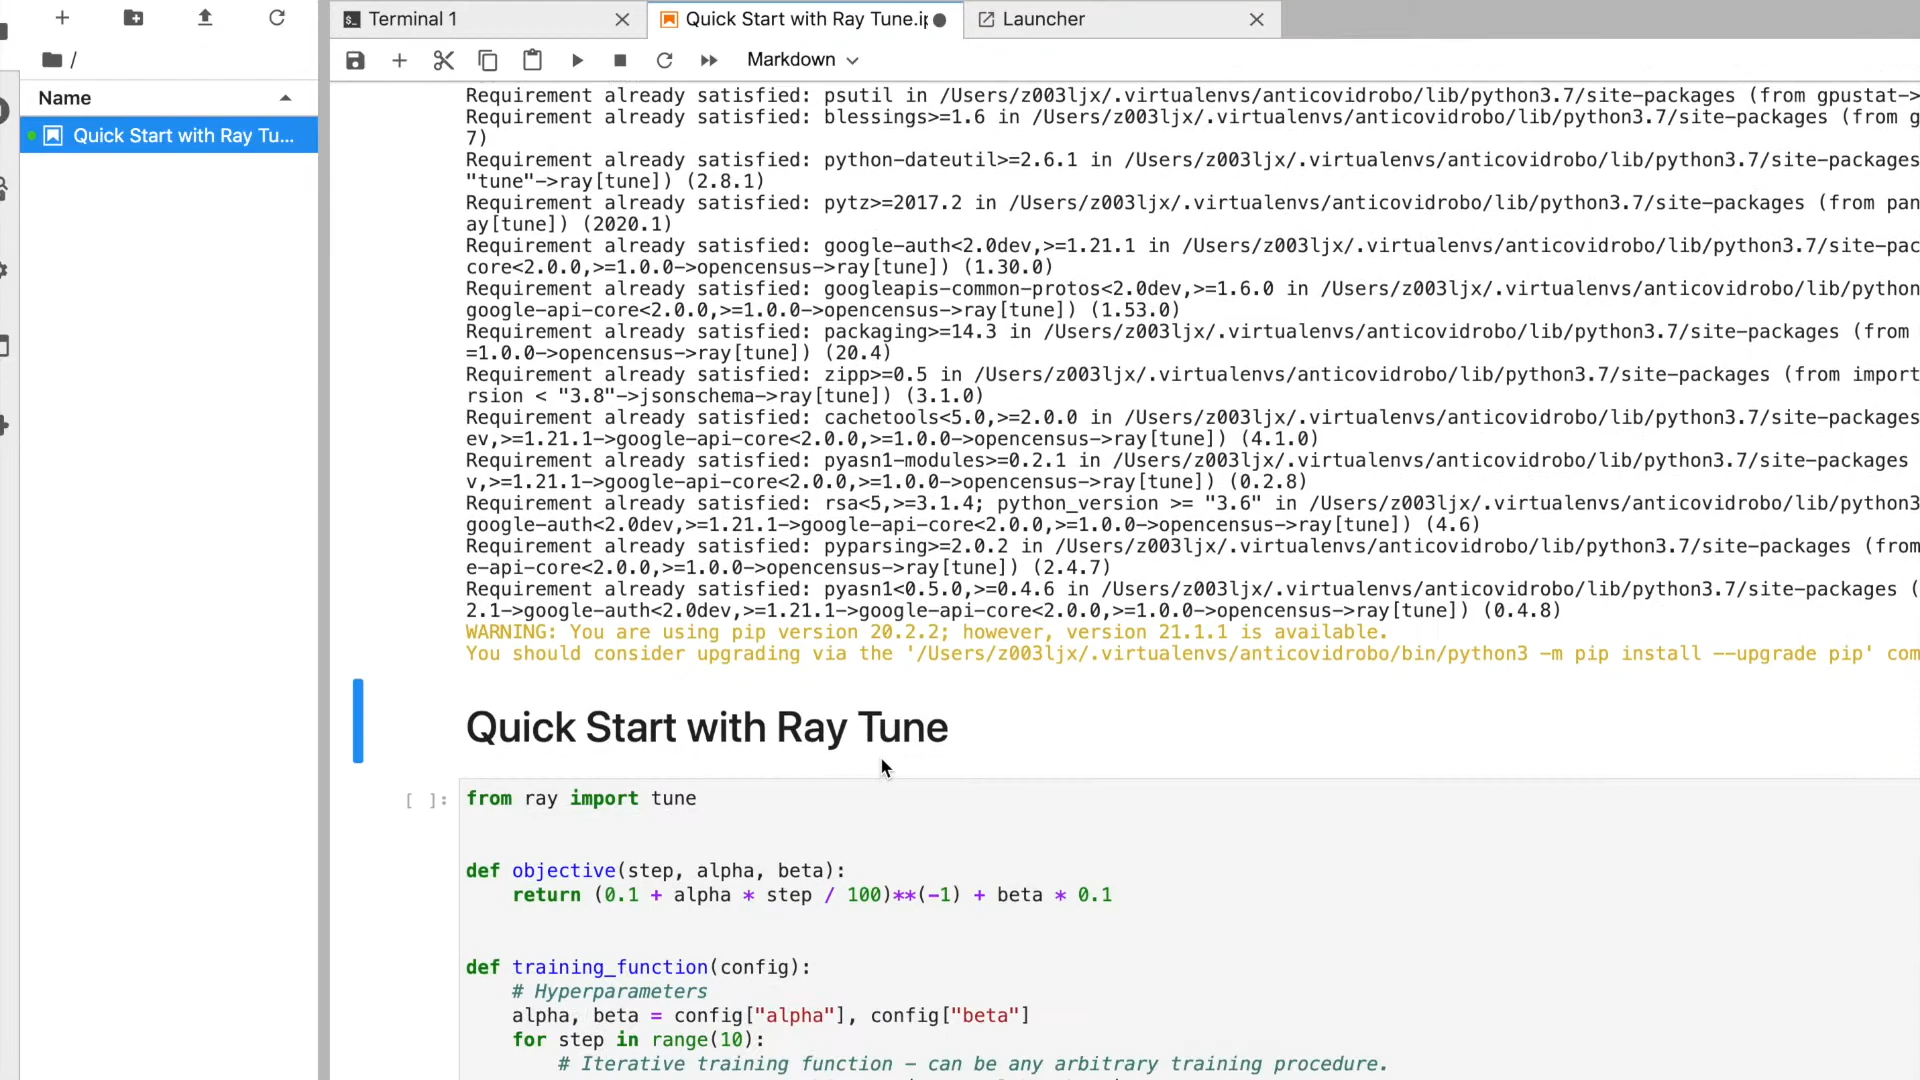 Terminal 1
Quick Start with Ray Tune.ip
Launcher
/
Markdown
Name
Quick Start with Ray Tu...
Requirement already satisfied: psutil in /Users/z003ljx/.virtualenvs/anticovidrobo/lib/python3.7/site-packages (from gpustat->
Requirement already satisfied: blessings>=1.6 in /Users/z003ljx/.virtualenvs/anticovidrobo/lib/python3.7/site-packages (from g
7)
Requirement already satisfied: python-dateutil>=2.6.1 in /Users/z003ljx/.virtualenvs/anticovidrobo/lib/python3.7/site-packages
"tune"->ray[tune]) (2.8.1)
Requirement already satisfied: pytz>=2017.2 in /Users/z003ljx/.virtualenvs/anticovidrobo/lib/python3.7/site-packages (from pan
ay[tune]) (2020.1)
Requirement already satisfied: google-auth<2.0dev,>=1.21.1 in /Users/z003ljx/.virtualenvs/anticovidrobo/lib/python3.7/site-pac
core<2.0.0,>=1.0.0->opencensus->ray[tune]) (1.30.0)
Requirement already satisfied: googleapis-common-protos<2.0dev,>=1.6.0 in /Users/z003ljx/.virtualenvs/anticovidrobo/lib/python
google-api-core<2.0.0,>=1.0.0->opencensus->ray[tune]) (1.53.0)
Requirement already satisfied: packaging>=14.3 in /Users/z003ljx/.virtualenvs/anticovidrobo/lib/python3.7/site-packages (from
=1.0.0->opencensus->ray[tune]) (20.4)
Requirement already satisfied: zipp>=0.5 in /Users/z003ljx/.virtualenvs/anticovidrobo/lib/python3.7/site-packages (from import
rsion < "3.8"->jsonschema->ray[tune]) (3.1.0)
Requirement already satisfied: cachetools<5.0,>=2.0.0 in /Users/z003ljx/.virtualenvs/anticovidrobo/lib/python3.7/site-packages
ev,>=1.21.1->google-api-core<2.0.0,>=1.0.0->opencensus->ray[tune]) (4.1.0)
Requirement already satisfied: pyasn1-modules>=0.2.1 in /Users/z003ljx/.virtualenvs/anticovidrobo/lib/python3.7/site-packages
v,>=1.21.1->google-api-core<2.0.0,>=1.0.0->opencensus->ray[tune]) (0.2.8)
Requirement already satisfied: rsa<5,>=3.1.4; python_version >= "3.6" in /Users/z003ljx/.virtualenvs/anticovidrobo/lib/python3
google-auth<2.0dev,>=1.21.1->google-api-core<2.0.0,>=1.0.0->opencensus->ray[tune]) (4.6)
Requirement already satisfied: pyparsing>=2.0.2 in /Users/z003ljx/.virtualenvs/anticovidrobo/lib/python3.7/site-packages (from
e-api-core<2.0.0,>=1.0.0->opencensus->ray[tune]) (2.4.7)
Requirement already satisfied: pyasn1<0.5.0,>=0.4.6 in /Users/z003ljx/.virtualenvs/anticovidrobo/lib/python3.7/site-packages (
2.1->google-auth<2.0dev,>=1.21.1->google-api-core<2.0.0,>=1.0.0->opencensus->ray[tune]) (0.4.8)
WARNING: You are using pip version 20.2.2; however, version 21.1.1 is available.
You should consider upgrading via the '/Users/z003ljx/.virtualenvs/anticovidrobo/bin/python3 -m pip install --upgrade pip' com
Quick Start with Ray Tune
[ ]: from ray import tune
def objective(step, alpha, beta):
return (0.1 + alpha * step / 100)**(-1) + beta * 0.1
def training_function(config):
# Hyperparameters
alpha, beta = config["alpha"], config["beta"]
for step in range(10):
# Iterative training function - can be any arbitrary training procedure.